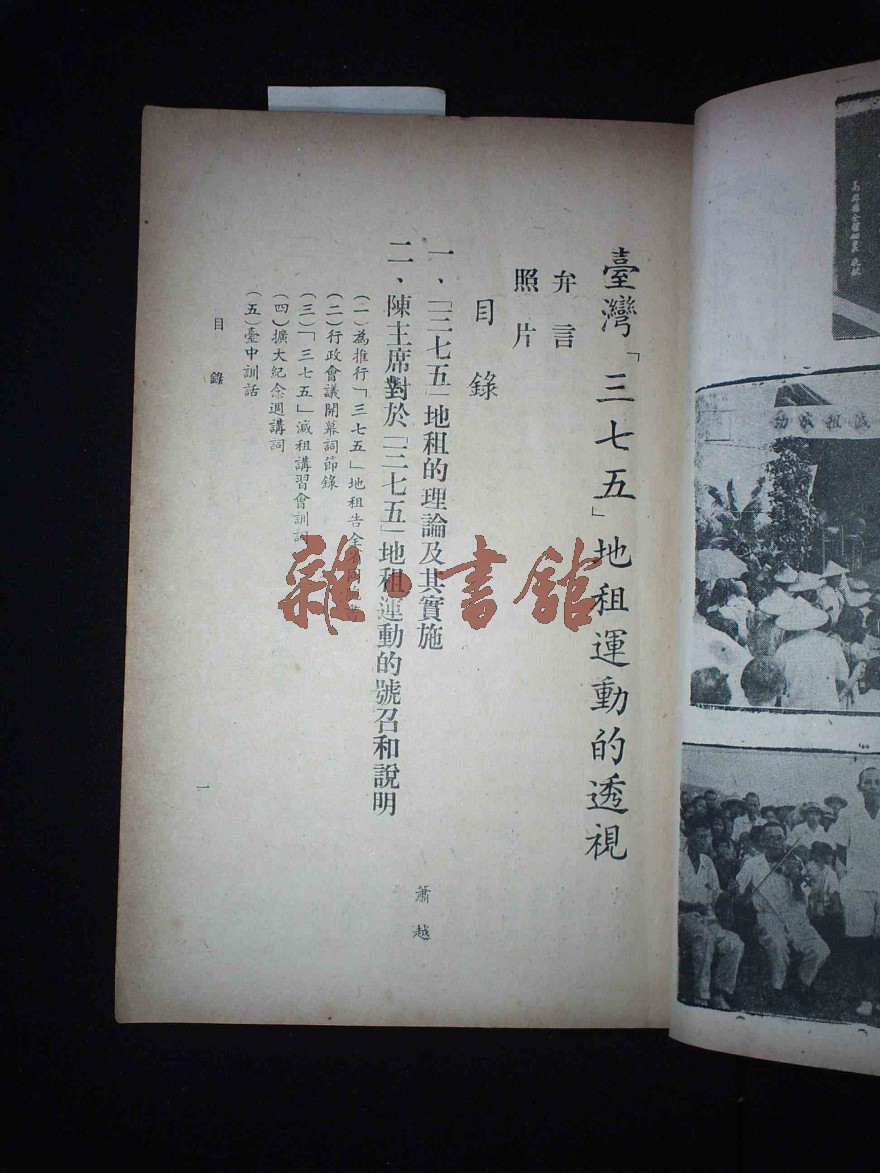 臺灣「三七五」地租運動的透視
弁言
照片
目錄
一、「三七五」地租的理論及其實施 蕭越
二、陳主席對於「三七五」地租運動的號召和說明
(一)為推行「三七五」地租告全省
(二)行政會議開幕詞節錄
(三)「三七五」減租講習會訓
(四)擴大紀念週講詞
(五)臺中訓話
目錄
一
雜·書館
減租成功